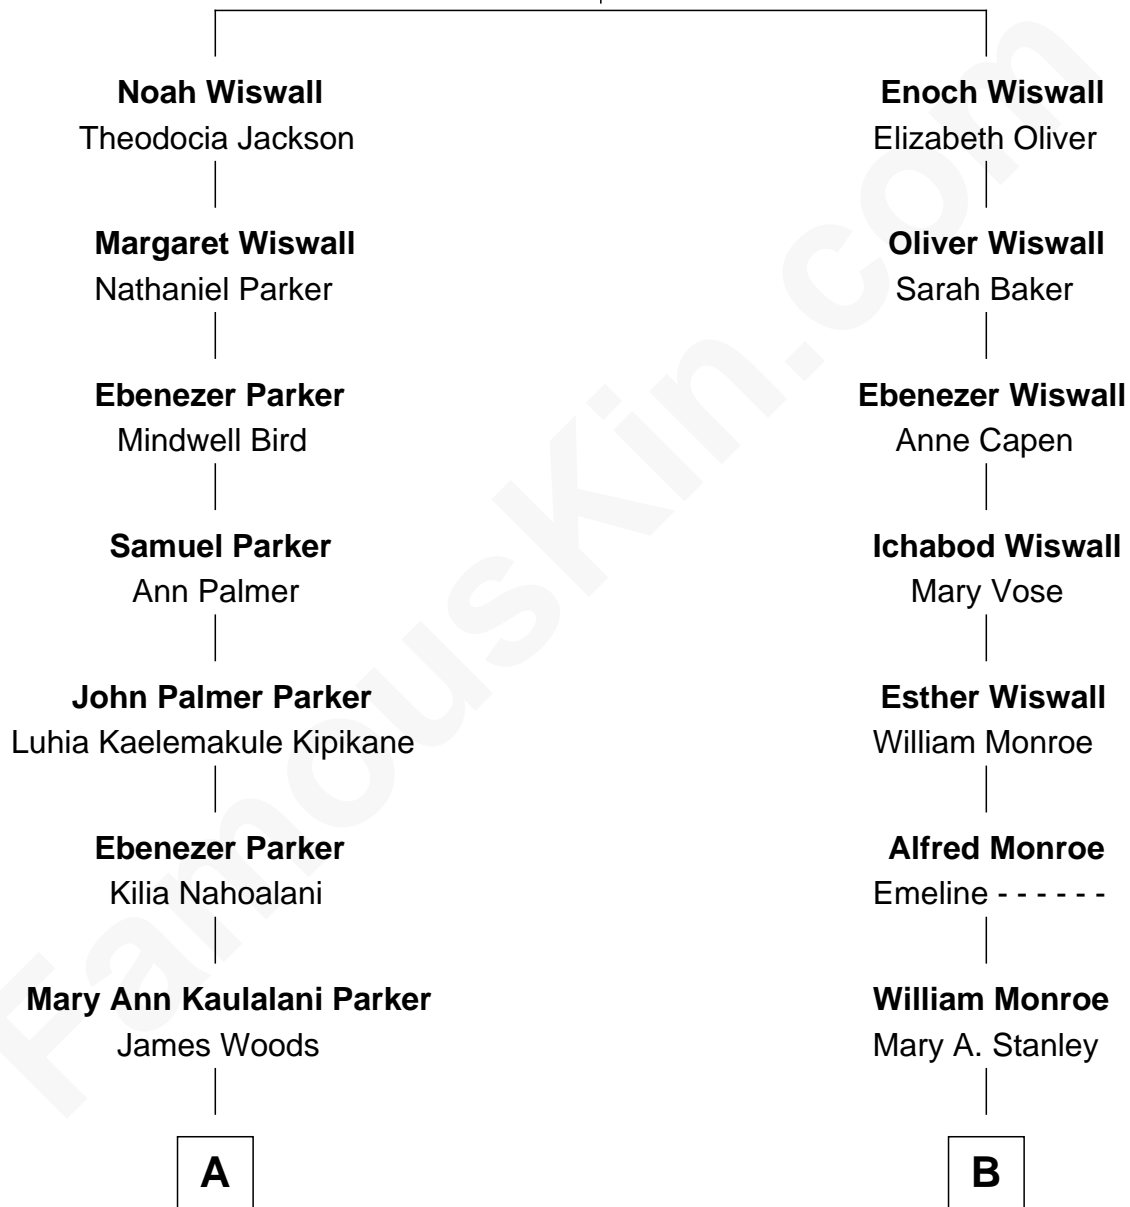 Noah Wiswall
Theodocia Jackson
Margaret Wiswall
Nathaniel Parker
Ebenezer Parker
Mindwell Bird
Samuel Parker
Ann Palmer
John Palmer Parker
Luhia Kaelemakule Kipikane
Ebenezer Parker
Kilia Nahoalani
Mary Ann Kaulalani Parker
James Woods
A
Enoch Wiswall
Elizabeth Oliver
Oliver Wiswall
Sarah Baker
Ebenezer Wiswall
Anne Capen
Ichabod Wiswall
Mary Vose
Esther Wiswall
William Monroe
Alfred Monroe
Emeline - - - - - -
William Monroe
Mary A. Stanley
B
FamousKin.com